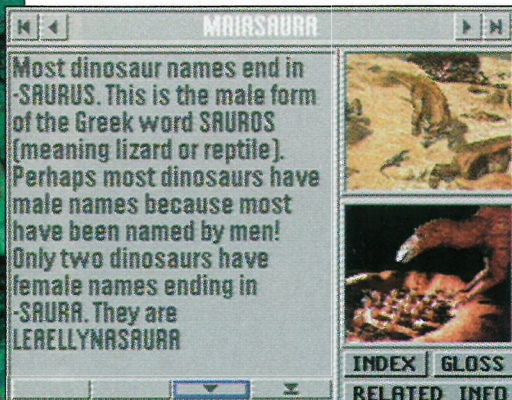 MAIASAURA
Most dinosaur names end in
-SAURUS. This is the male form
of the Greek word SAUROS
(meaning lizard or reptile).
Perhaps most dinosaurs have
male names because most
have been named by men!
Only two dinosaurs have
female names ending in
-SAURA. They are
LEAELLYNASAURA
INDEX
GLOSS
RELATED INFO